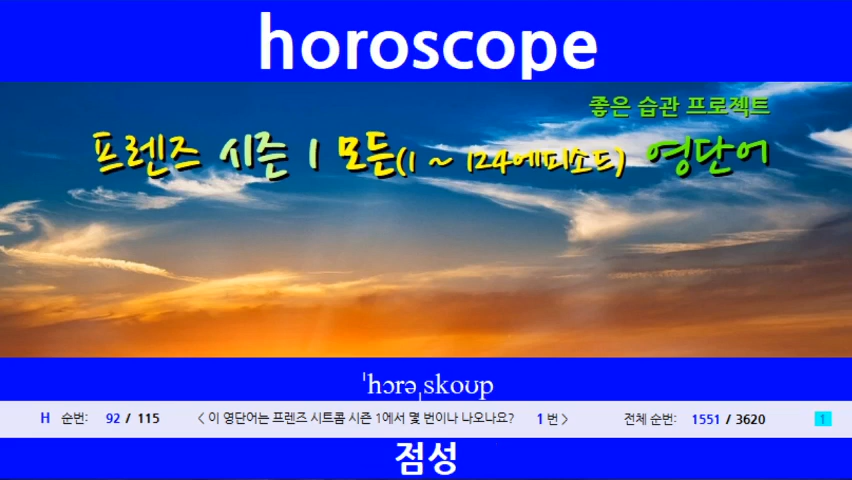 horoscope
좋은 습관 프로젝트
프렌즈 시즌 1 모든(1 ~ 124에피소드) 영단어
ˈhɔrəˌskoʊp
H 순번: 92 / 115 < 이 영단어는 프렌즈 시트콤 시즌 1에서 몇 번이나 나오나요? 1 번 > 전체 순번: 1551 / 3620 1
점성